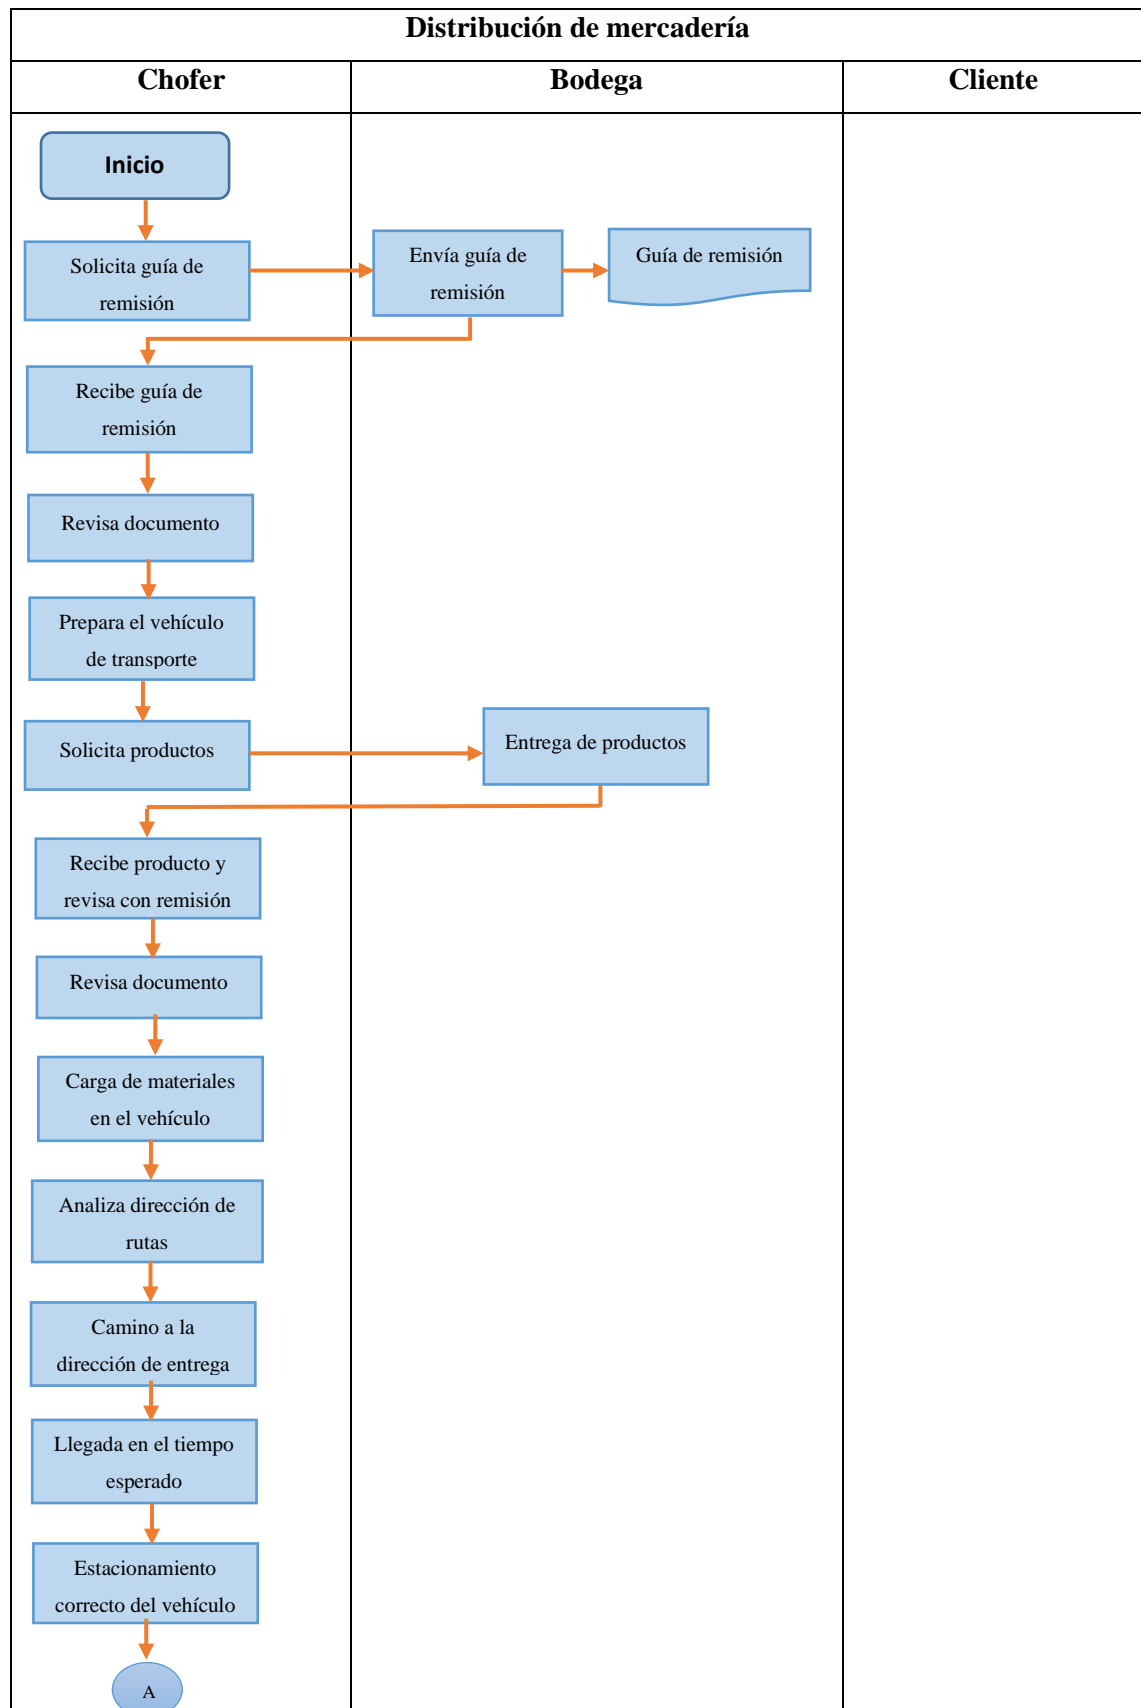 Distribución de mercadería
Chofer
Bodega
Cliente
Inicio
Solicita guía de
remisión
Envía guía de
remisión
Guía de remisión
Recibe guía de
remisión
Revisa documento
Prepara el vehículo
de transporte
Solicita productos
Entrega de productos
Recibe producto y
revisa con remisión
Revisa documento
Carga de materiales
en el vehículo
Analiza dirección de
rutas
Camino a la
dirección de entrega
Llegada en el tiempo
esperado
Estacionamiento
correcto del vehículo
A